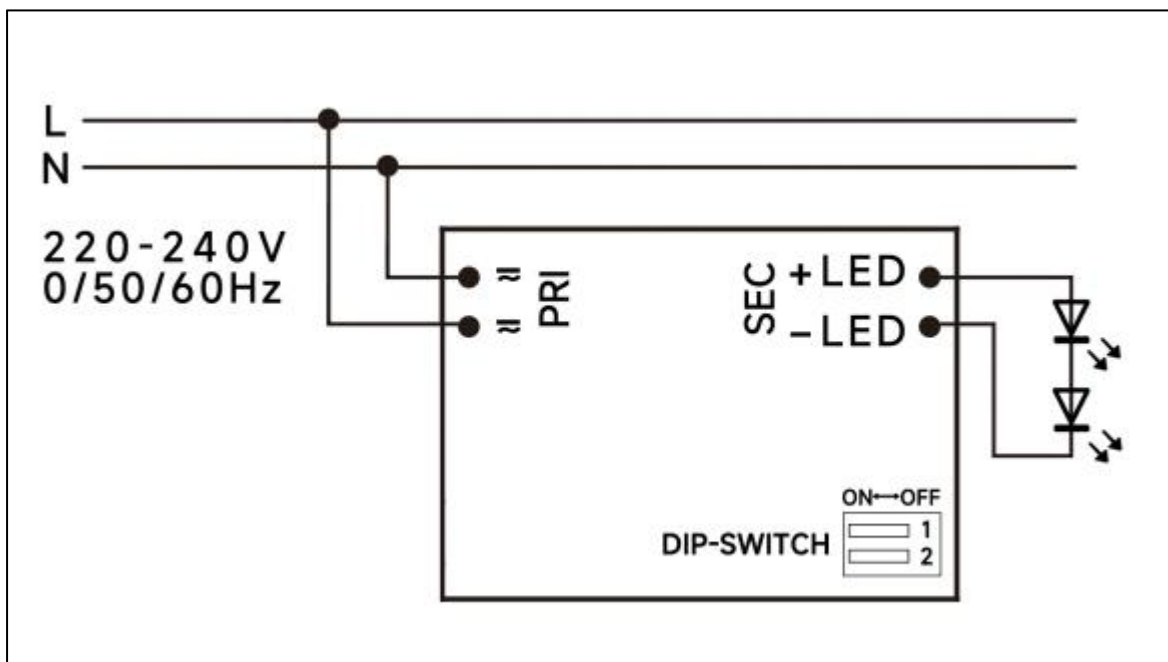 L
N
220-240V
0/50/60Hz
PRI
SEC
+LED
-LED
ON↔OFF
DIP-SWITCH
1
2